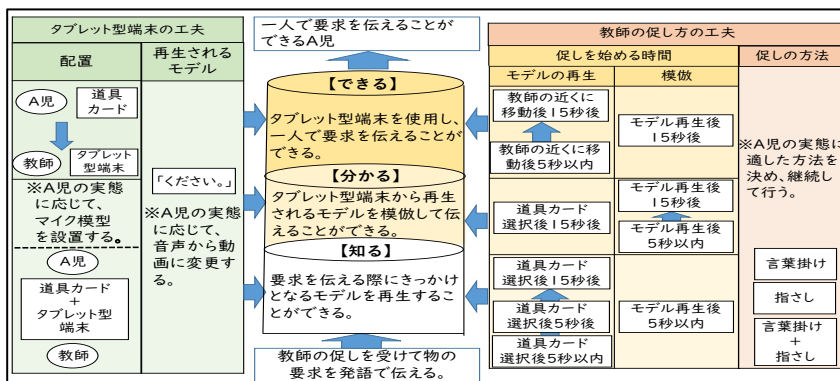 タブレット型端末の工夫
配置
再生される
モデル
A児
道具
カード
教師
タブレット
型端末
※A児の実態
に応じて、
マイク模型
を設置する。
A児
道具カード
+
タブレット型
端末
教師
「ください。」
※A児の実態
に応じて、
音声から動
画に変更す
る。
一人で要求を伝えることが
できるA児
【できる】
タブレット型端末を使用し、
一人で要求を伝えることが
できる。
【分かる】
タブレット型端末から再生
されるモデルを模倣して伝
えることができる。
【知る】
要求を伝える際にきっかけ
となるモデルを再生するこ
とができる。
教師の促しを受けて物の
要求を発語で伝える。
教師の促し方の工夫
促しを始める時間
促しの方法
モデルの再生
模倣
教師の近くに
移動後15秒後
教師の近くに移
動後5秒以内
モデル再生後
15秒後
道具カード
選択後15秒後
モデル再生後
15秒後
モデル再生後
5秒以内
道具カード
選択後15秒後
道具カード
選択後5秒後
道具カード
選択後5秒以内
モデル再生後
5秒以内
※A児の実態に
適した方法を
決め、継続し
て行う。
言葉掛け
指さし
言葉掛け
+
指さし